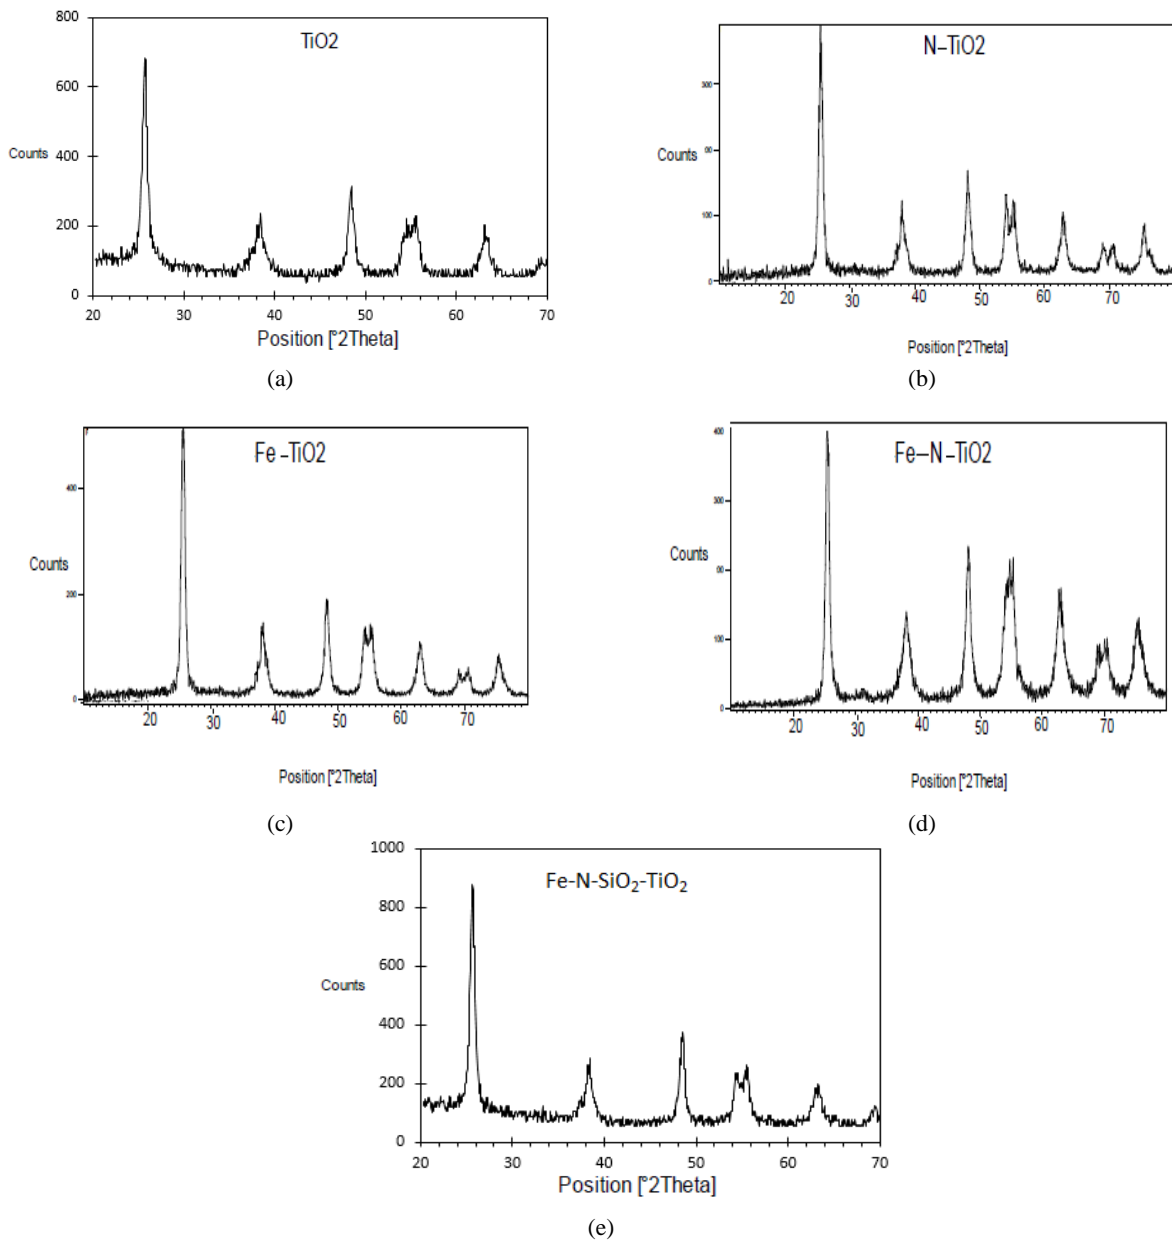 TiO2
800
600
Counts
400
200
0
20 30 40 50 60 70
Position [°2Theta]
(a)
N-TiO2
Counts
100
0
20 30 40 50 60 70
Position [°2Theta]
(b)
Fe -TiO2
400
Counts
200
0
20 30 40 50 60 70
Position [°2Theta]
(c)
Fe-N-TiO2
400
300
Counts
100
0
20 30 40 50 60 70
Position [°2Theta]
(d)
Fe-N-SiO₂-TiO₂
1000
800
600
Counts
400
200
0
20 30 40 50 60 70
Position [°2Theta]
(e)